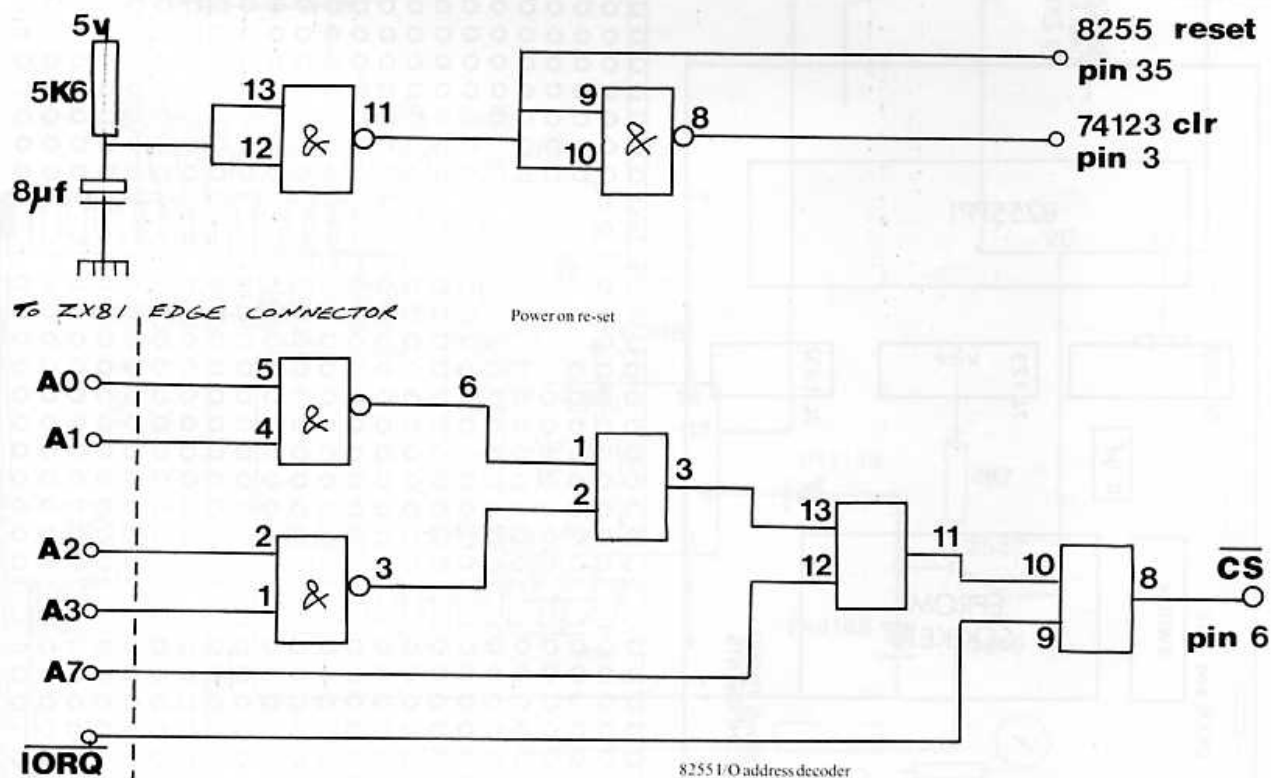 5v
5K6
8µf
13
12
&
11
9
10
&
8
8255 reset
pin 35
74123 clr
pin 3
Power on re-set
To ZX81 EDGE CONNECTOR
A0
A1
A2
A3
A7
IORQ
5
4
&
6
2
1
&
3
1
2
3
13
12
11
10
9
8
CS
pin 6
8255 I/O address decoder